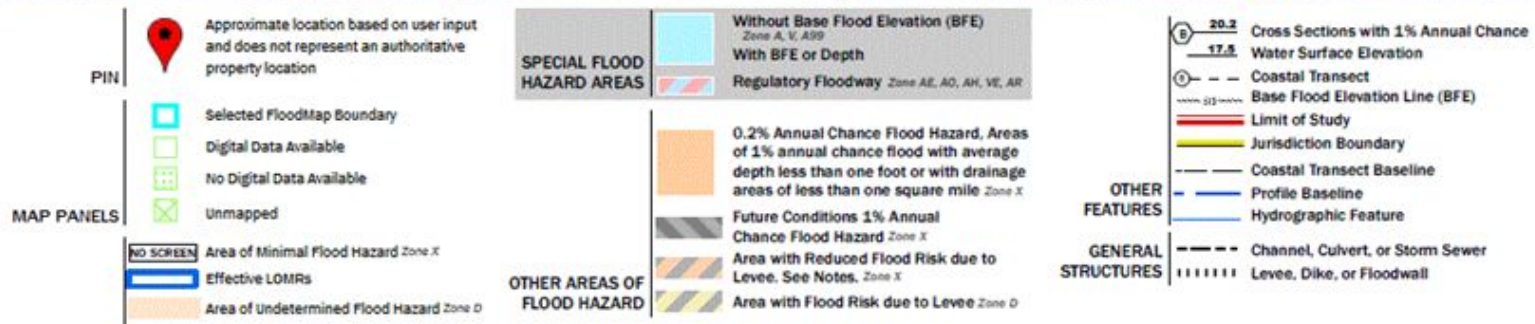 PIN
Approximate location based on user input
and does not represent an authoritative
property location
MAP PANELS
Selected FloodMap Boundary
Digital Data Available
No Digital Data Available
Unmapped
NO SCREEN Area of Minimal Flood Hazard Zone X
Effective LOMRs
Area of Undetermined Flood Hazard Zone D
SPECIAL FLOOD
HAZARD AREAS
Without Base Flood Elevation (BFE)
Zone A, V, A99
With BFE or Depth
Regulatory Floodway Zone AE, AO, AH, VE, AR
OTHER AREAS OF
FLOOD HAZARD
0.2% Annual Chance Flood Hazard, Areas
of 1% annual chance flood with average
depth less than one foot or with drainage
areas of less than one square mile Zone X
Future Conditions 1% Annual
Chance Flood Hazard Zone X
Area with Reduced Flood Risk due to
Levee. See Notes. Zone X
Area with Flood Risk due to Levee Zone D
OTHER
FEATURES
B 20.2 Cross Sections with 1% Annual Chance
17.5 Water Surface Elevation
Coastal Transect
Base Flood Elevation Line (BFE)
Limit of Study
Jurisdiction Boundary
Coastal Transect Baseline
Profile Baseline
Hydrographic Feature
GENERAL
STRUCTURES
Channel, Culvert, or Storm Sewer
Levee, Dike, or Floodwall